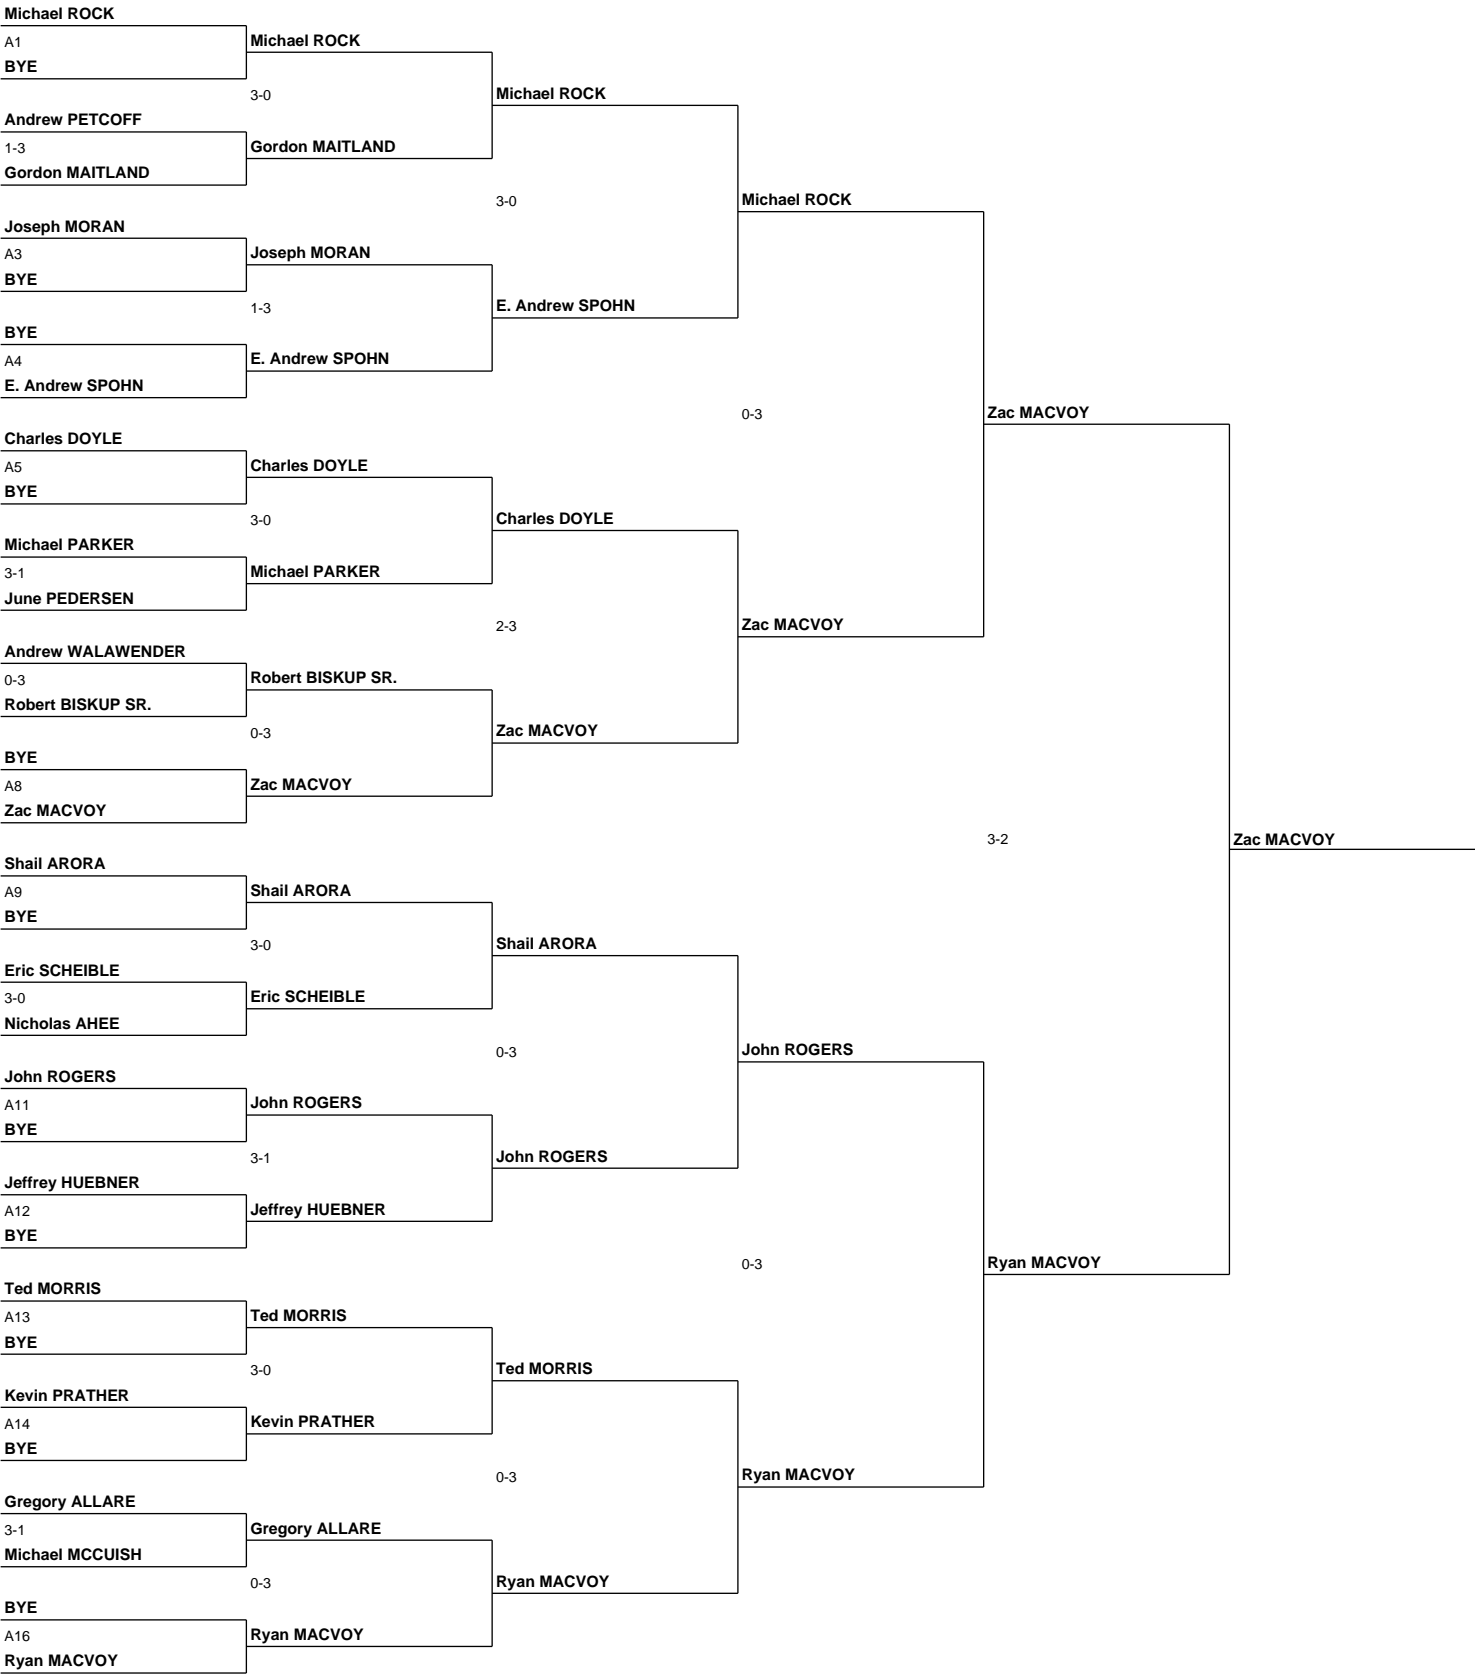 Michael ROCK
A1
BYE
Michael ROCK
3-0
Andrew PETCOFF
1-3
Gordon MAITLAND
Gordon MAITLAND
Michael ROCK
3-0
Joseph MORAN
A3
BYE
Joseph MORAN
1-3
BYE
A4
E. Andrew SPOHN
E. Andrew SPOHN
E. Andrew SPOHN
Michael ROCK
0-3
Charles DOYLE
A5
BYE
Charles DOYLE
3-0
Michael PARKER
3-1
June PEDERSEN
Michael PARKER
Charles DOYLE
2-3
Andrew WALAWENDER
0-3
Robert BISKUP SR.
Robert BISKUP SR.
0-3
BYE
A8
Zac MACVOY
Zac MACVOY
Zac MACVOY
Zac MACVOY
Zac MACVOY
3-2
Zac MACVOY
Shail ARORA
A9
BYE
Shail ARORA
3-0
Eric SCHEIBLE
3-0
Nicholas AHEE
Eric SCHEIBLE
Shail ARORA
0-3
John ROGERS
A11
BYE
John ROGERS
3-1
Jeffrey HUEBNER
A12
BYE
Jeffrey HUEBNER
John ROGERS
John ROGERS
0-3
Ted MORRIS
A13
BYE
Ted MORRIS
3-0
Kevin PRATHER
A14
BYE
Kevin PRATHER
Ted MORRIS
0-3
Gregory ALLARE
3-1
Michael MCCUISH
Gregory ALLARE
0-3
BYE
A16
Ryan MACVOY
Ryan MACVOY
Ryan MACVOY
Ryan MACVOY
Ryan MACVOY